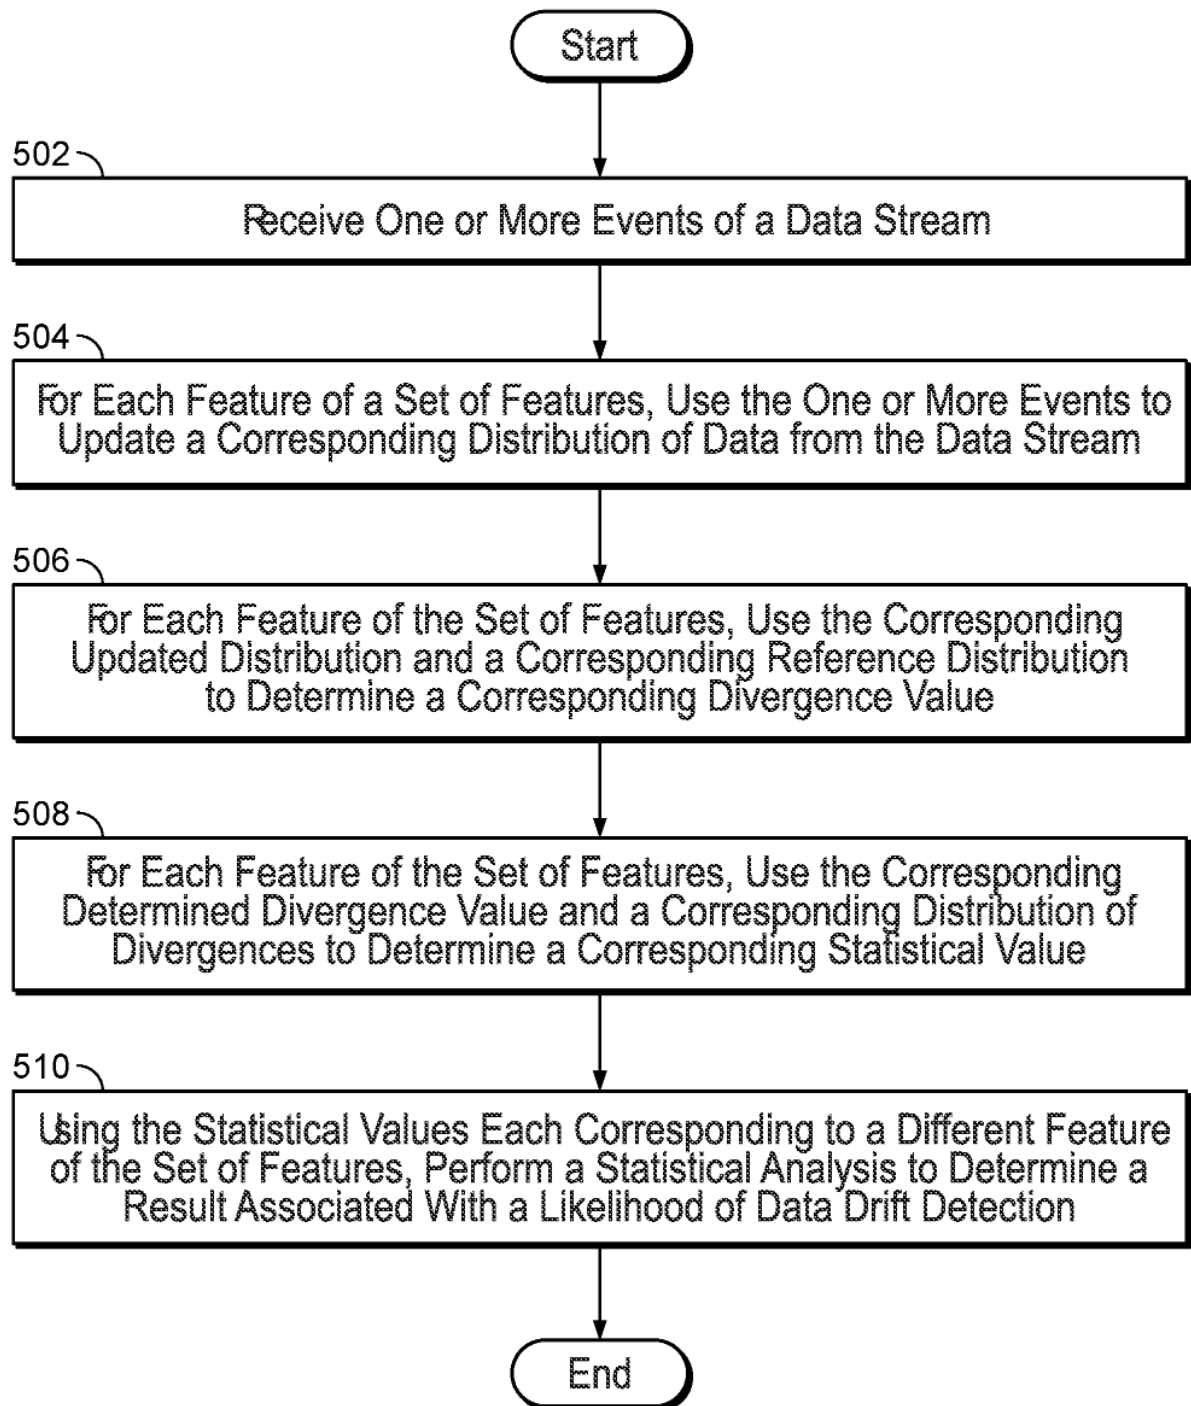 Start
502
Receive One or More Events of a Data Stream
504
For Each Feature of a Set of Features, Use the One or More Events to
Update a Corresponding Distribution of Data from the Data Stream
506
For Each Feature of the Set of Features, Use the Corresponding
Updated Distribution and a Corresponding Reference Distribution
to Determine a Corresponding Divergence Value
508
For Each Feature of the Set of Features, Use the Corresponding
Determined Divergence Value and a Corresponding Distribution of
Divergences to Determine a Corresponding Statistical Value
510
Using the Statistical Values Each Corresponding to a Different Feature
of the Set of Features, Perform a Statistical Analysis to Determine a
Result Associated With a Likelihood of Data Drift Detection
End